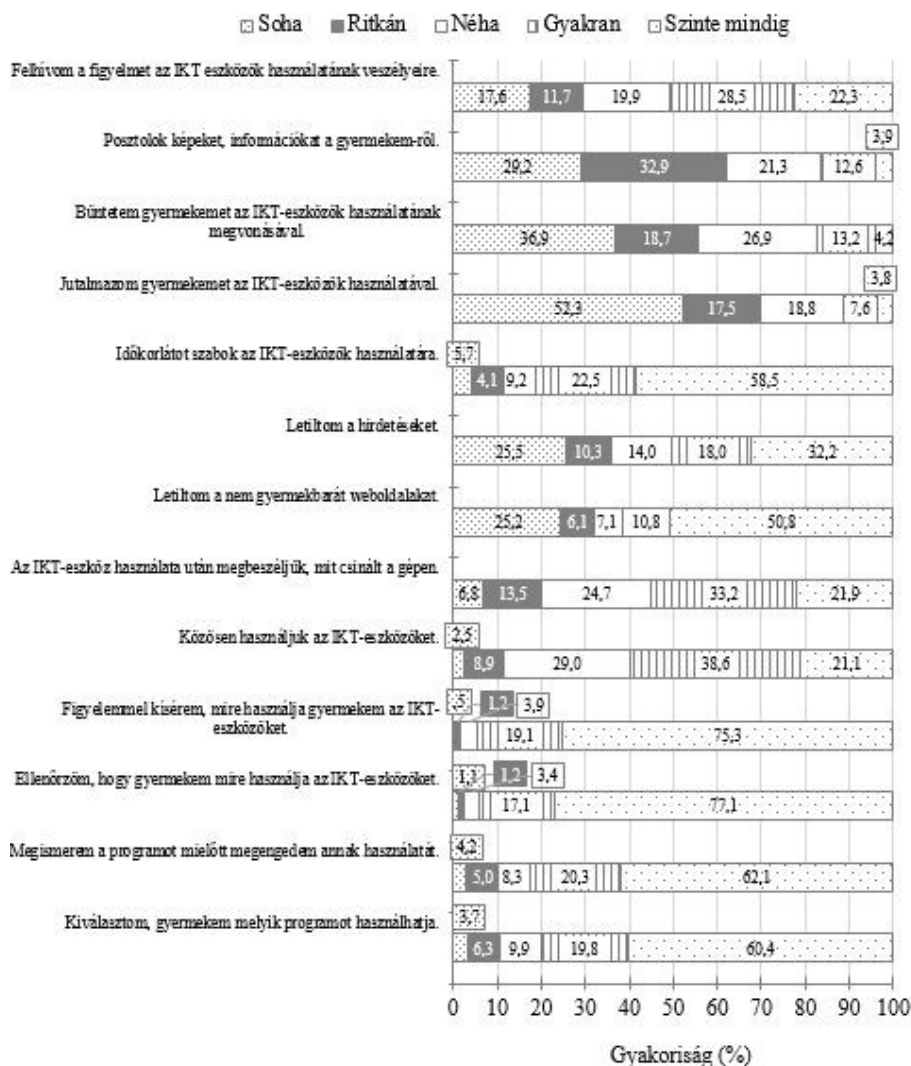 Soha Ritkán Néha Gyakran Szinte mindig
Felhívom a figyelmet az IKT eszközök használatának veszélyeire.
17,6 11,7 19,9 28,5 22,3
3,9
Posztolok képeket, információkat a gyermekem-ről.
29,2 32,9 21,3 12,6
Büntetem gyermekemet az IKT-eszközök használatának
megvonásával.
36,9 18,7 26,9 13,2 4,2
3,8
Jutalmazom gyermekemet az IKT-eszközök használatával.
52,3 17,5 18,8 7,6
Időkorlátot szabok az IKT-eszközök használatára.
5,7
4,1 9,2 22,5 58,5
Letiltom a hirdetéseket.
25,5 10,3 14,0 18,0 32,2
Letiltom a nem gyermekbarát weboldalakat.
25,2 6,1 7,1 10,8 50,8
Az IKT-eszköz használata után megbeszéljük, mit csinált a gépen.
6,8 13,5 24,7 33,2 21,9
Közösen használjuk az IKT-eszközöket.
2,5
8,9 29,0 38,6 21,1
Figyelemmel kísérem, mire használja gyermekem az IKT-
eszközöket.
,5 1,2 3,9
19,1 75,3
Ellenőrzöm, hogy gyermekem mire használja az IKT-eszközöket.
1,1 1,2 3,4
17,1 77,1
Megismerem a programot mielőtt megengedem annak használatát.
4,2
5,0 8,3 20,3 62,1
Kiválasztom, gyermekem melyik programot használhatja.
3,7
6,3 9,9 19,8 60,4
0 10 20 30 40 50 60 70 80 90 100
Gyakoriság (%)